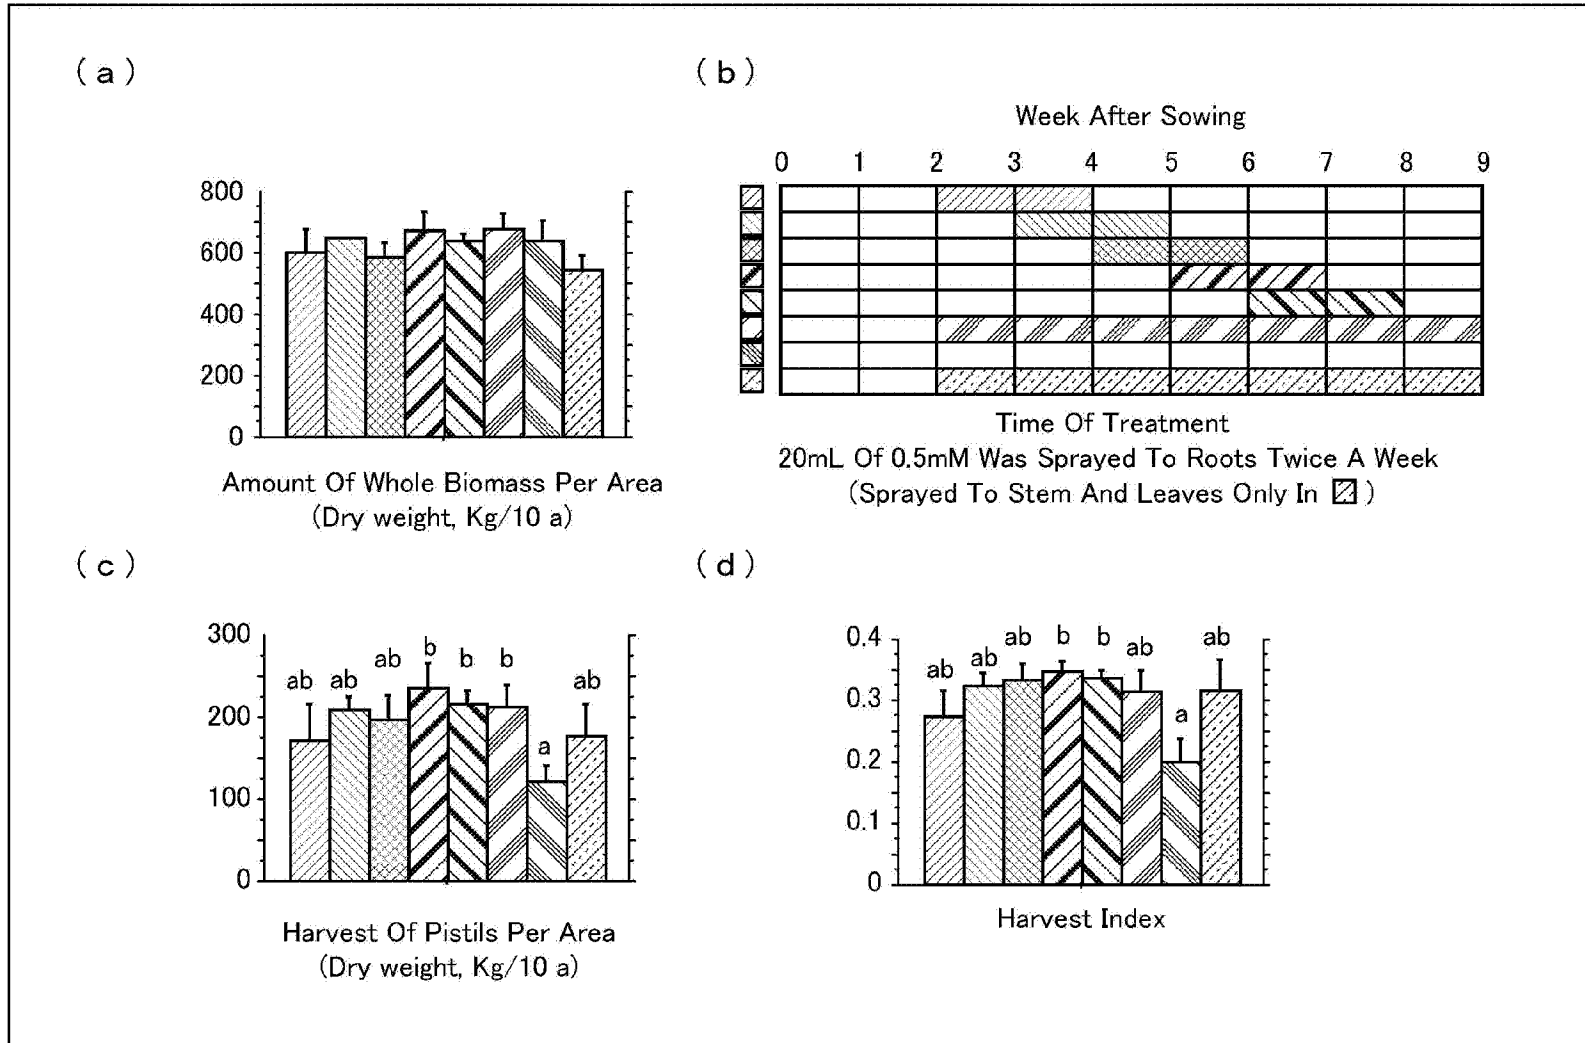 (a)
800
600
400
200
0
Amount Of Whole Biomass Per Area
(Dry weight, Kg/10 a)
(b)
Week After Sowing
0 1 2 3 4 5 6 7 8 9
Time Of Treatment
20mL Of 0.5mM Was Sprayed To Roots Twice A Week
(Sprayed To Stem And Leaves Only In )
(c)
300
200
100
0
ab ab ab b b b a ab
Harvest Of Pistils Per Area
(Dry weight, Kg/10 a)
(d)
0.4
0.3
0.2
0.1
0
ab ab ab b b ab a ab
Harvest Index